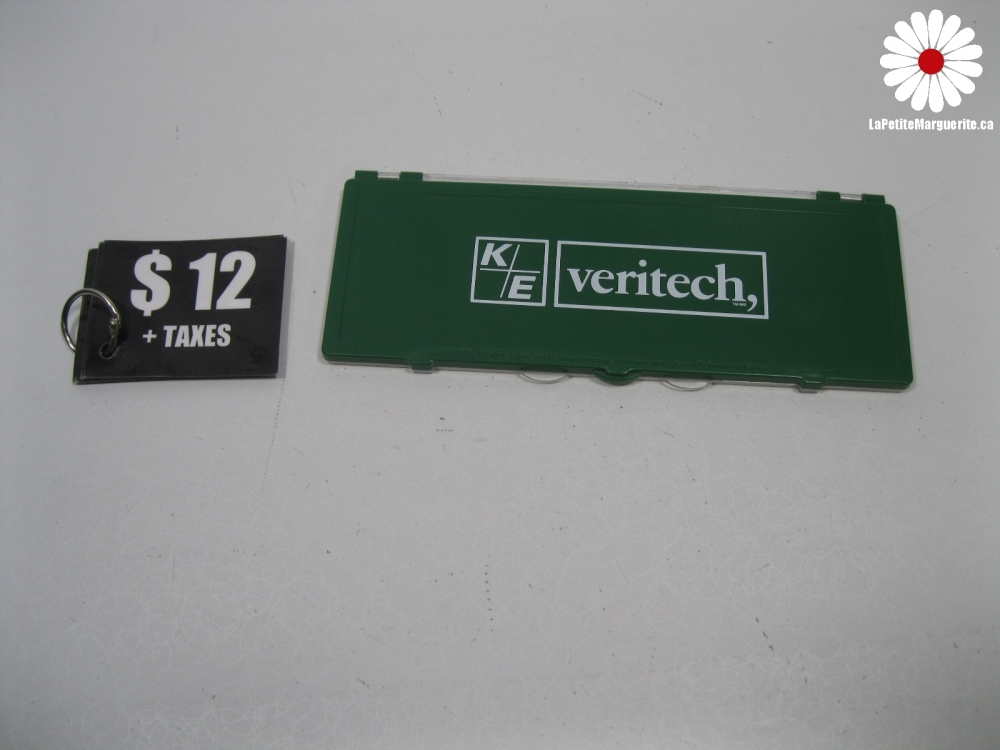 LaPetiteMarguerite.ca
$ 12
+ TAXES
K
E
veritech,